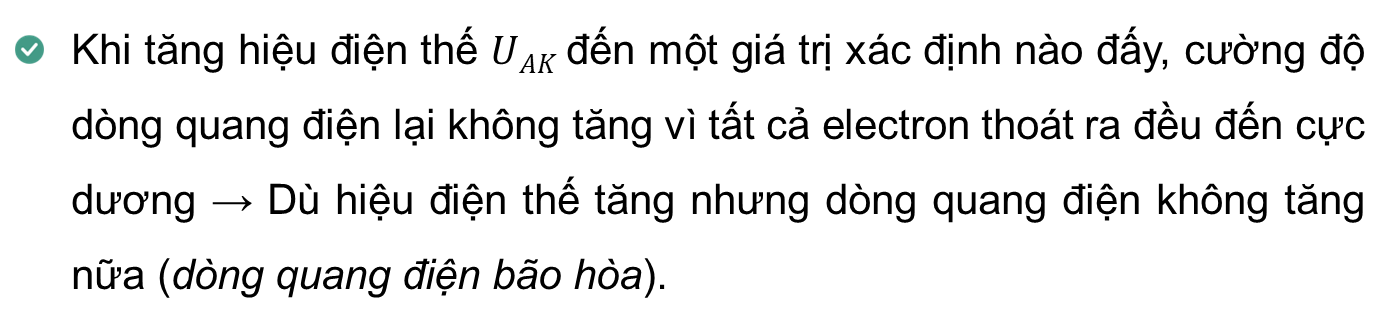 Khi tăng hiệu điện thế U_AK đến một giá trị xác định nào đấy, cường độ
dòng quang điện lại không tăng vì tất cả electron thoát ra đều đến cực
dương → Dù hiệu điện thế tăng nhưng dòng quang điện không tăng
nữa (dòng quang điện bão hòa).